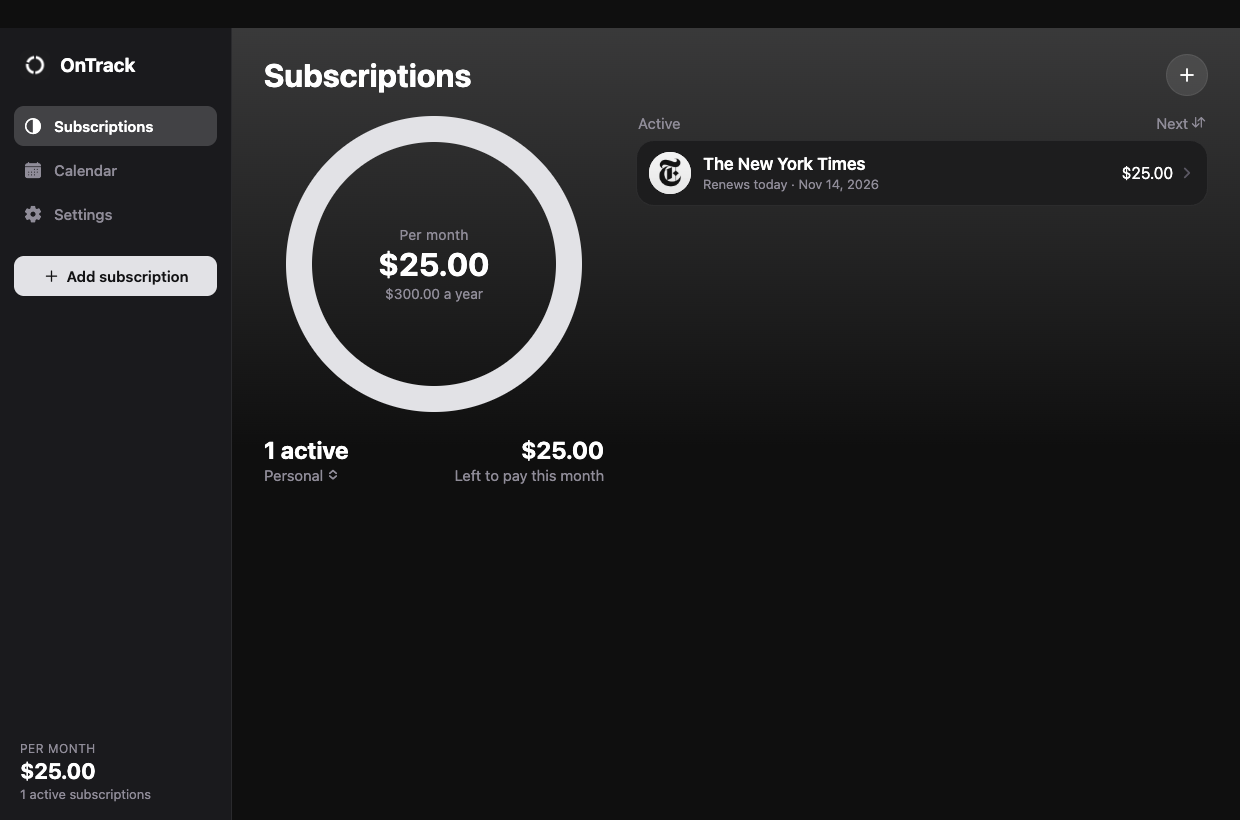 OnTrack
Subscriptions
Calendar
Settings
+ Add subscription
PER MONTH
$25.00
1 active subscriptions
Subscriptions
+
Per month
$25.00
$300.00 a year
1 active
Personal
$25.00
Left to pay this month
Active
Next
The New York Times
Renews today · Nov 14, 2026
$25.00